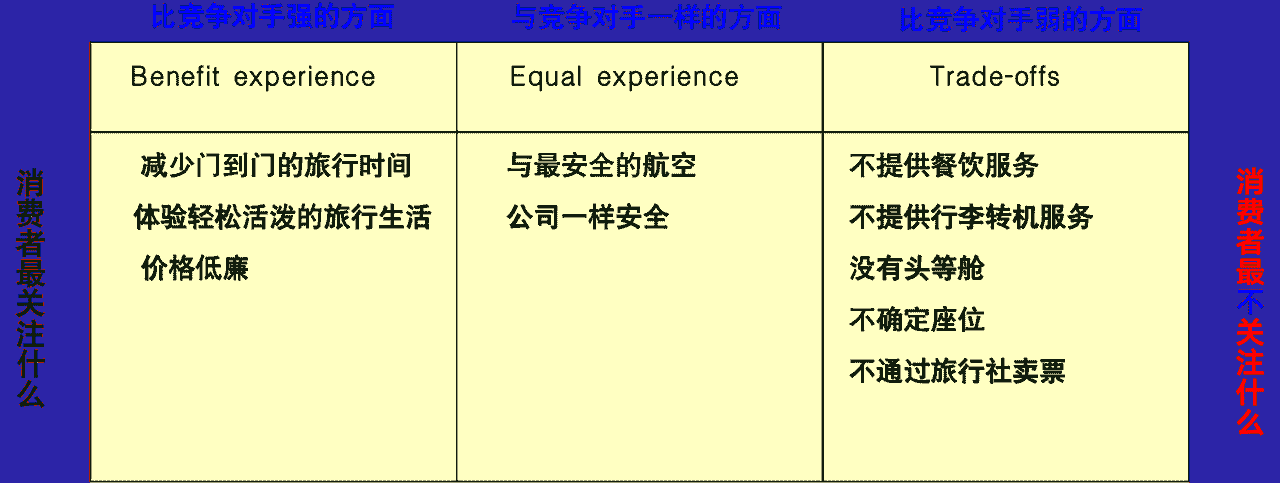 比竞争对手强的方面
与竞争对手一样的方面
比竞争对手弱的方面
Benefit experience
Equal experience
Trade-offs
消费者最关注什么
减少门到门的旅行时间
体验轻松活泼的旅行生活
价格低廉
与最安全的航空
公司一样安全
不提供餐饮服务
不提供行李转机服务
没有头等舱
不确定座位
不通过旅行社卖票
消费者最不关注什么